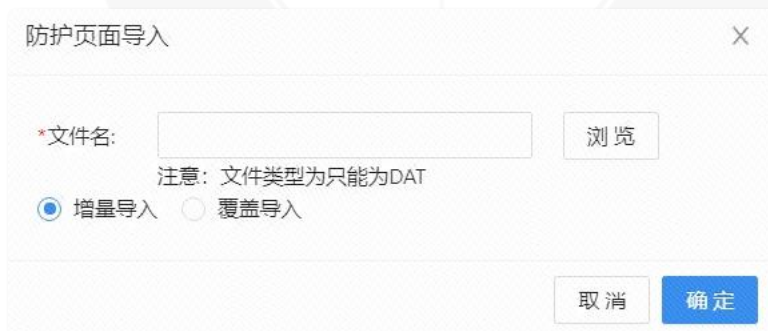 防护页面导入
*文件名:
浏览
注意：文件类型为只能为DAT
增量导入 覆盖导入
取消 确定